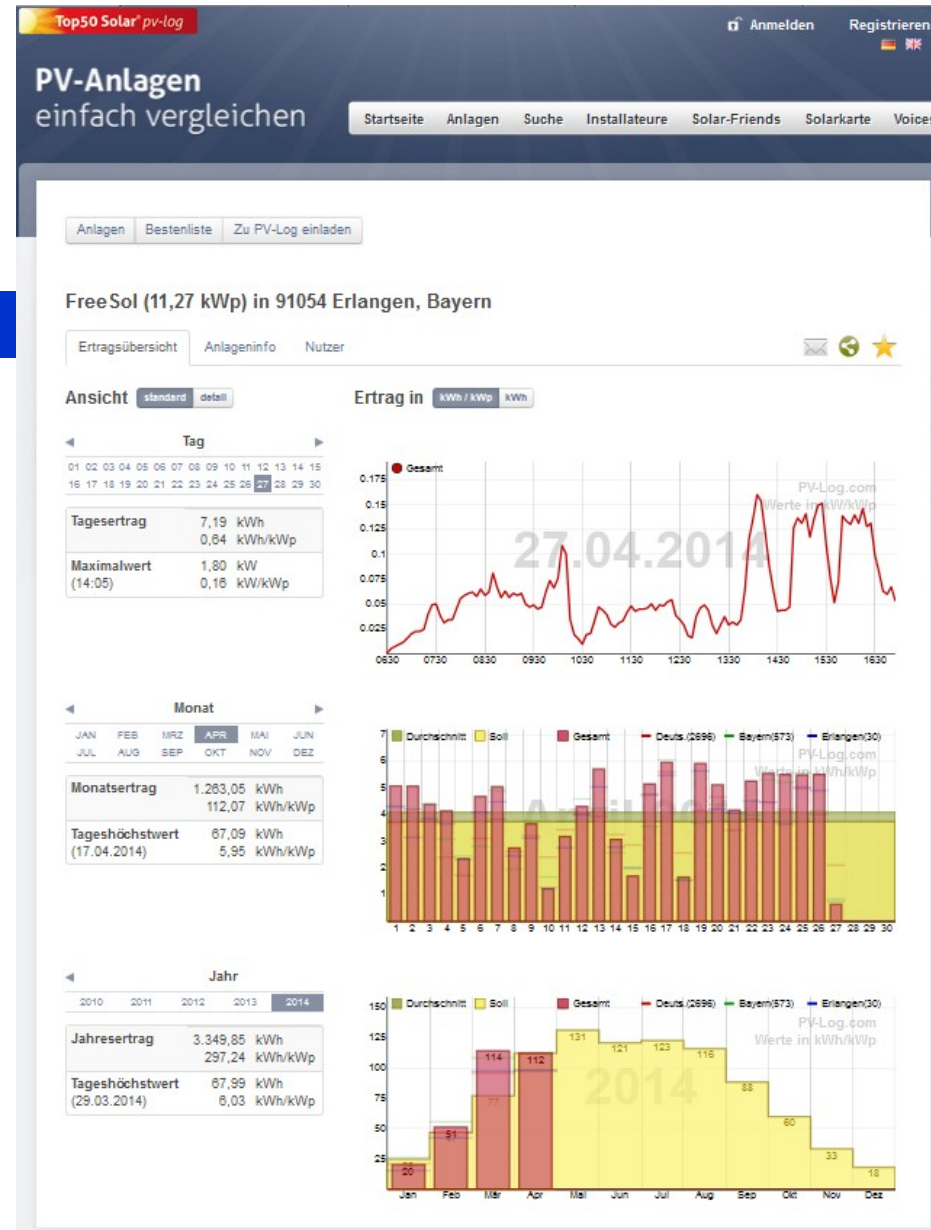 Top50 Solar® pv-log
Anmelden Registrieren
PV-Anlagen
einfach vergleichen
Startseite Anlagen Suche Installateure Solar-Friends Solarkarte Voices
Anlagen Bestenliste Zu PV-Log einladen
FreeSol (11,27 kWp) in 91054 Erlangen, Bayern
Ertragsübersicht Anlageninfo Nutzer
Ansicht standard detail
Ertrag in kWh / kWp kWh
Tag
01 02 03 04 05 06 07 08 09 10 11 12 13 14 15
16 17 18 19 20 21 22 23 24 25 26 27 28 29 30
Tagesertrag 7,19 kWh
0,64 kWh/kWp
Maximalwert 1,80 kW
(14:05) 0,16 kW/kWp
Gesamt
PV-Log.com
Werte in kW/kWp
27.04.2014
0.175
0.15
0.125
0.1
0.075
0.05
0.025
0630 0730 0830 0930 1030 1130 1230 1330 1430 1530 1630
Monat
JAN FEB MRZ APR MAI JUN
JUL AUG SEP OKT NOV DEZ
Monatsertrag 1.263,05 kWh
112,07 kWh/kWp
Tageshöchstwert 67,09 kWh
(17.04.2014) 5,95 kWh/kWp
Durchschnitt Soll Gesamt Deuts.(2696) Bayern(573) Erlangen(30)
PV-Log.com
Werte in kWh/kWp
7
6
5
4
3
2
1
1 2 3 4 5 6 7 8 9 10 11 12 13 14 15 16 17 18 19 20 21 22 23 24 25 26 27 28 29 30
Jahr
2010 2011 2012 2013 2014
Jahresertrag 3.349,85 kWh
297,24 kWh/kWp
Tageshöchstwert 67,99 kWh
(29.03.2014) 6,03 kWh/kWp
Durchschnitt Soll Gesamt Deuts.(2696) Bayern(573) Erlangen(30)
PV-Log.com
Werte in kWh/kWp
2014
150
125
100
75
50
25
20 51 114 77 112 131 121 123 116 88 60 33 18
Jan Feb Mär Apr Mai Jun Jul Aug Sep Okt Nov Dez